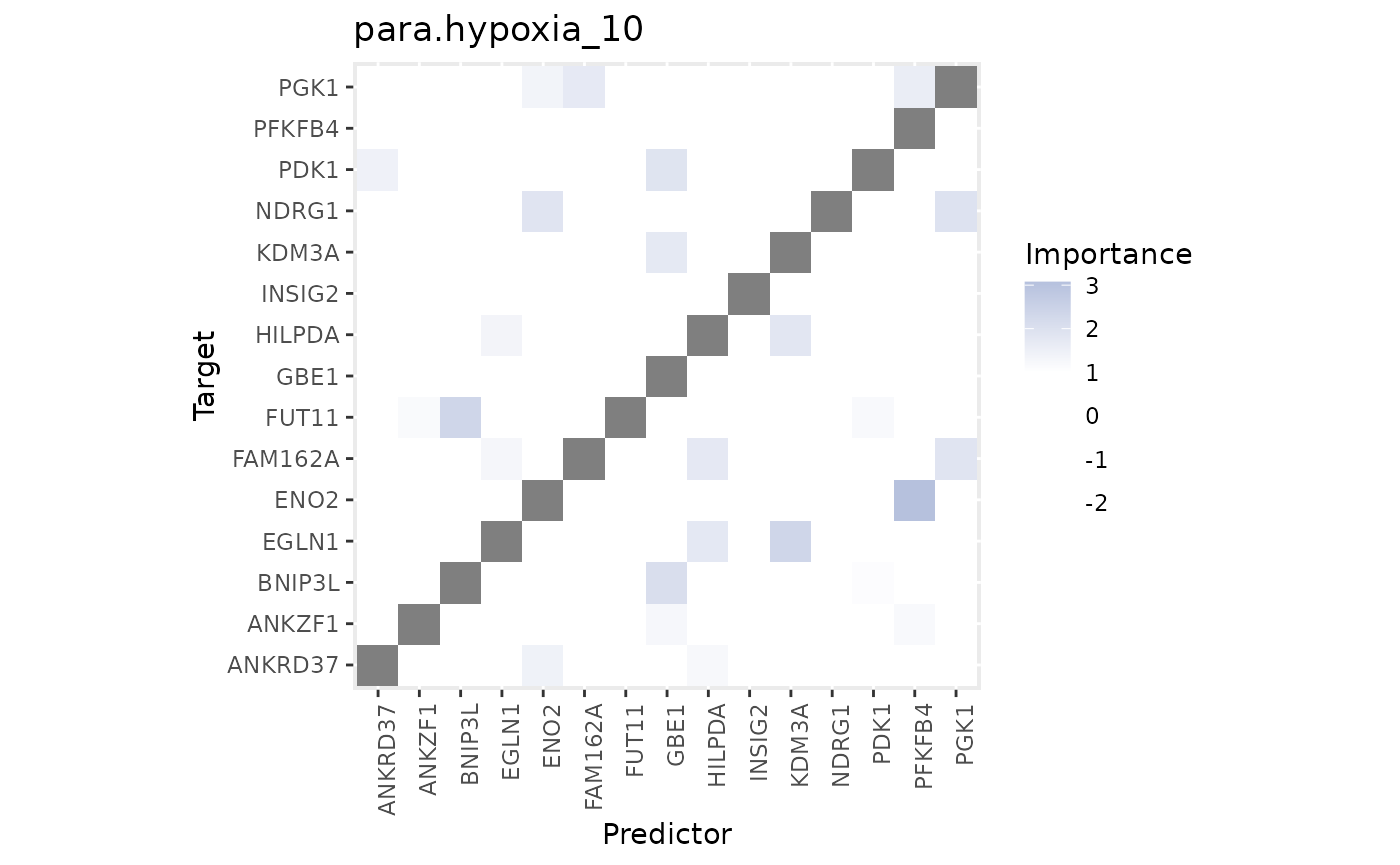 para.hypoxia_10
PGK1
PFKFB4
PDK1
NDRG1
KDM3A
INSIG2
HILPDA
GBE1
FUT11
FAM162A
ENO2
EGLN1
BNIP3L
ANKZF1
ANKRD37
Target
ANKRD37
ANKZF1
BNIP3L
EGLN1
ENO2
FAM162A
FUT11
GBE1
HILPDA
INSIG2
KDM3A
NDRG1
PDK1
PFKFB4
PGK1
Predictor
Importance
3
2
1
0
-1
-2